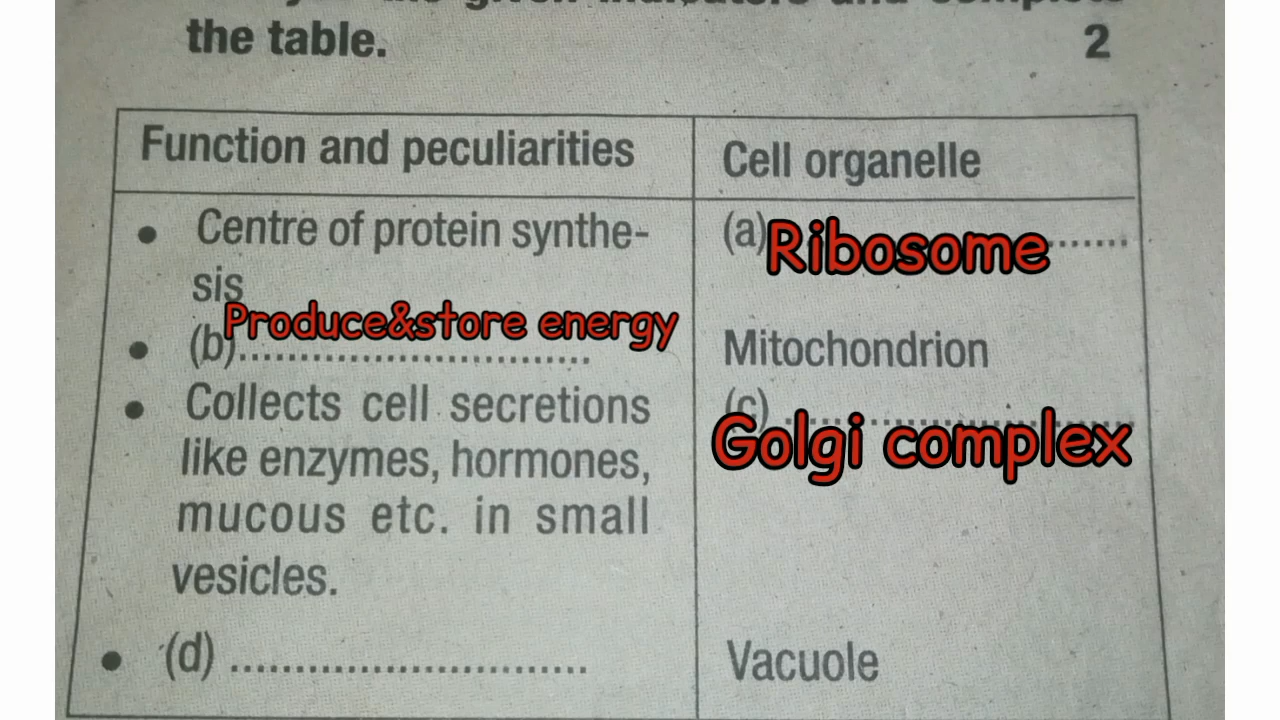 the table. 2
Function and peculiarities
Cell organelle
• Centre of protein synthe-
sis
(a) Ribosome ........
• (b) Produce&store energy
..............................
Mitochondrion
• Collects cell secretions
like enzymes, hormones,
mucous etc. in small
vesicles.
(c) ..............................
Golgi complex
• (d) ..............................
Vacuole